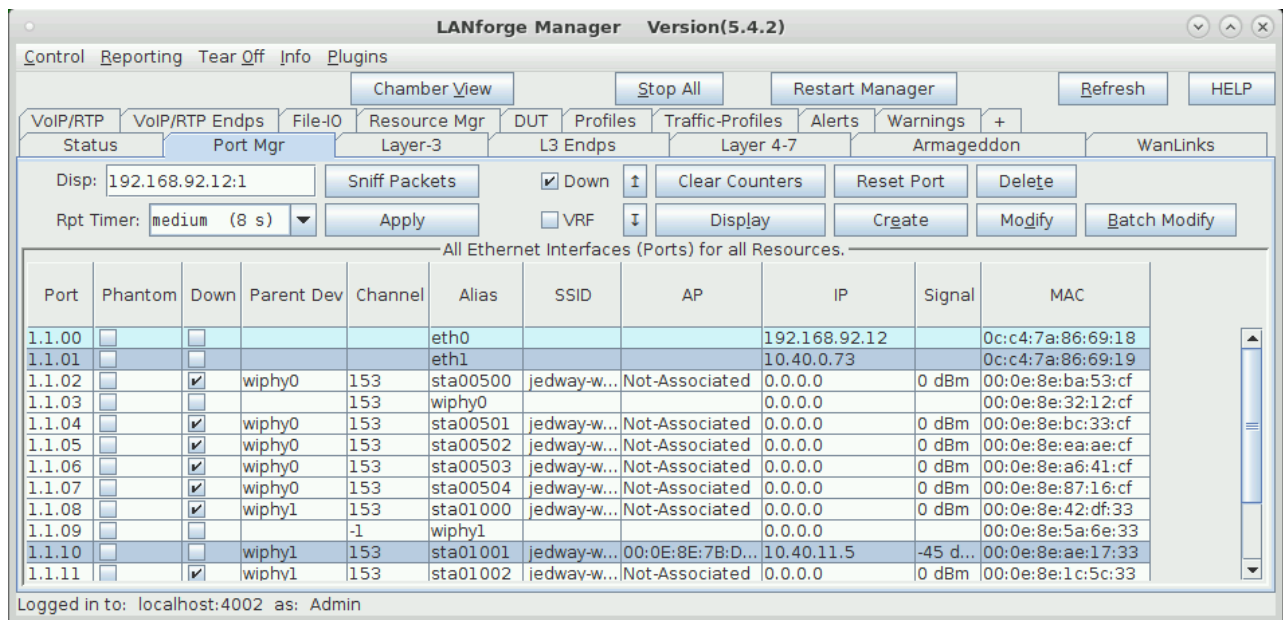 LANforge Manager Version(5.4.2)
Control Reporting Tear Off Info Plugins
Chamber View Stop All Restart Manager Refresh HELP
VoIP/RTP VoIP/RTP Endps File-IO Resource Mgr DUT Profiles Traffic-Profiles Alerts Warnings +
Status Port Mgr Layer-3 L3 Endps Layer 4-7 Armageddon WanLinks
Disp: 192.168.92.12:1 Sniff Packets Down Clear Counters Reset Port Delete
Rpt Timer: medium (8 s) Apply VRF Display Create Modify Batch Modify
All Ethernet Interfaces (Ports) for all Resources.
Port Phantom Down Parent Dev Channel Alias SSID AP IP Signal MAC
1.1.00 eth0 192.168.92.12 0c:c4:7a:86:69:18
1.1.01 eth1 10.40.0.73 0c:c4:7a:86:69:19
1.1.02 wiphy0 153 sta00500 jedway-w... Not-Associated 0.0.0.0 0 dBm 00:0e:8e:ba:53:cf
1.1.03 153 wiphy0 0.0.0.0 00:0e:8e:32:12:cf
1.1.04 wiphy0 153 sta00501 jedway-w... Not-Associated 0.0.0.0 0 dBm 00:0e:8e:bc:33:cf
1.1.05 wiphy0 153 sta00502 jedway-w... Not-Associated 0.0.0.0 0 dBm 00:0e:8e:ea:ae:cf
1.1.06 wiphy0 153 sta00503 jedway-w... Not-Associated 0.0.0.0 0 dBm 00:0e:8e:a6:41:cf
1.1.07 wiphy0 153 sta00504 jedway-w... Not-Associated 0.0.0.0 0 dBm 00:0e:8e:87:16:cf
1.1.08 wiphy1 153 sta01000 jedway-w... Not-Associated 0.0.0.0 0 dBm 00:0e:8e:42:df:33
1.1.09 -1 wiphy1 0.0.0.0 00:0e:8e:5a:6e:33
1.1.10 wiphy1 153 sta01001 jedway-w... 00:0E:8E:7B:D... 10.40.11.5 -45 d... 00:0e:8e:ae:17:33
1.1.11 wiphy1 153 sta01002 jedway-w... Not-Associated 0.0.0.0 0 dBm 00:0e:8e:1c:5c:33
Logged in to: localhost:4002 as: Admin